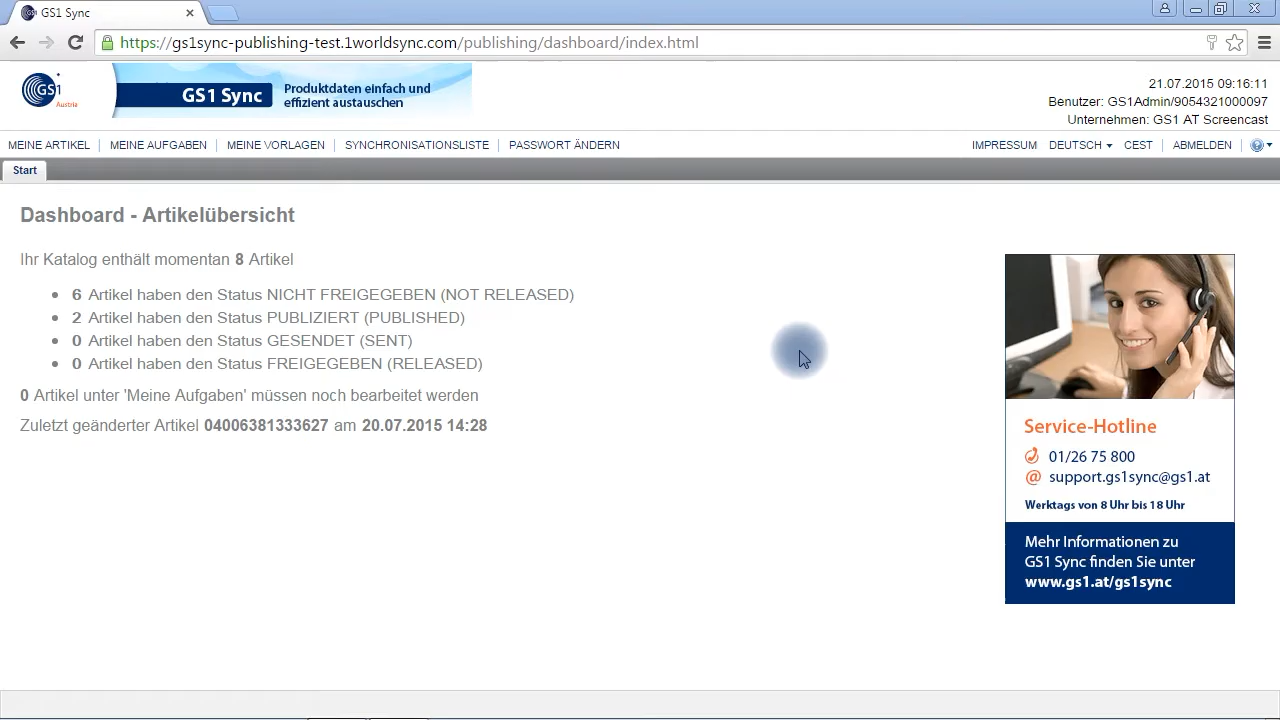 GS1 Sync
https://gs1sync-publishing-test.1worldsync.com/publishing/dashboard/index.html
GS1
Austria
GS1 Sync
Produktdaten einfach und
effizient austauschen
21.07.2015 09:16:11
Benutzer: GS1Admin/9054321000097
Unternehmen: GS1 AT Screencast
MEINE ARTIKEL | MEINE AUFGABEN | MEINE VORLAGEN | SYNCHRONISATIONSLISTE | PASSWORT ÄNDERN
IMPRESSUM DEUTSCH CEST | ABMELDEN | ?
Start
Dashboard - Artikelübersicht
Ihr Katalog enthält momentan 8 Artikel
• 6 Artikel haben den Status NICHT FREIGEGEBEN (NOT RELEASED)
• 2 Artikel haben den Status PUBLIZIERT (PUBLISHED)
• 0 Artikel haben den Status GESENDET (SENT)
• 0 Artikel haben den Status FREIGEGEBEN (RELEASED)
0 Artikel unter 'Meine Aufgaben' müssen noch bearbeitet werden
Zuletzt geänderter Artikel 04006381333627 am 20.07.2015 14:28
Service-Hotline
01/26 75 800
@ support.gs1sync@gs1.at
Werktags von 8 Uhr bis 18 Uhr
Mehr Informationen zu
GS1 Sync finden Sie unter
www.gs1.at/gs1sync